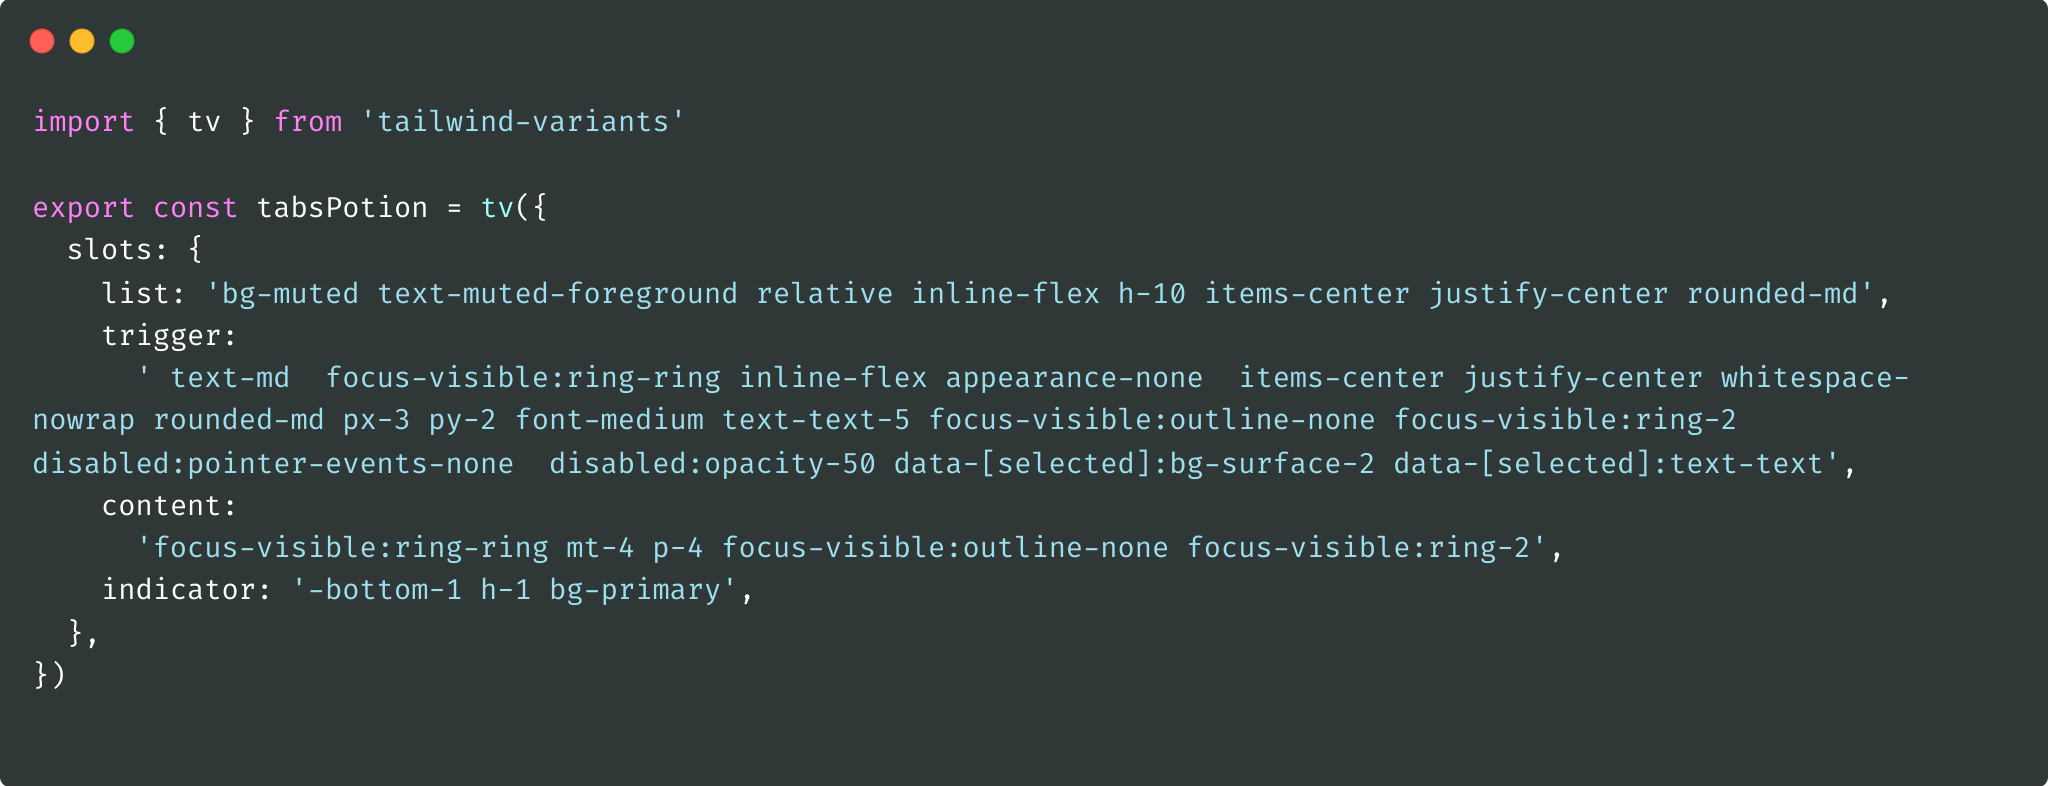 import { tv } from 'tailwind-variants'

export const tabsPotion = tv({
  slots: {
    list: 'bg-muted text-muted-foreground relative inline-flex h-10 items-center justify-center rounded-md',
    trigger:
      ' text-md  focus-visible:ring-ring inline-flex appearance-none  items-center justify-center whitespace-
nowrap rounded-md px-3 py-2 font-medium text-text-5 focus-visible:outline-none focus-visible:ring-2
disabled:pointer-events-none  disabled:opacity-50 data-[selected]:bg-surface-2 data-[selected]:text-text',
    content:
      'focus-visible:ring-ring mt-4 p-4 focus-visible:outline-none focus-visible:ring-2',
    indicator: '-bottom-1 h-1 bg-primary',
  },
})